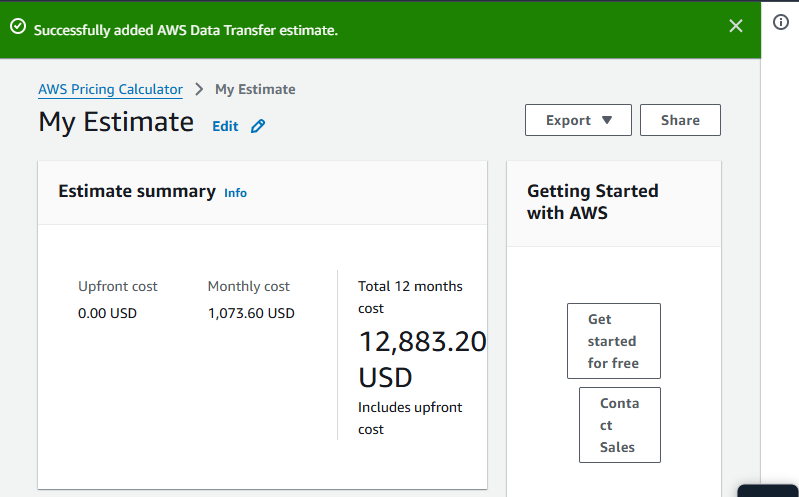 Successfully added AWS Data Transfer estimate.
AWS Pricing Calculator > My Estimate
My Estimate Edit
Export Share
Estimate summary Info
Upfront cost
0.00 USD
Monthly cost
1,073.60 USD
Total 12 months
cost
12,883.20
USD
Includes upfront
cost
Getting Started
with AWS
Get
started
for free
Conta
ct
Sales